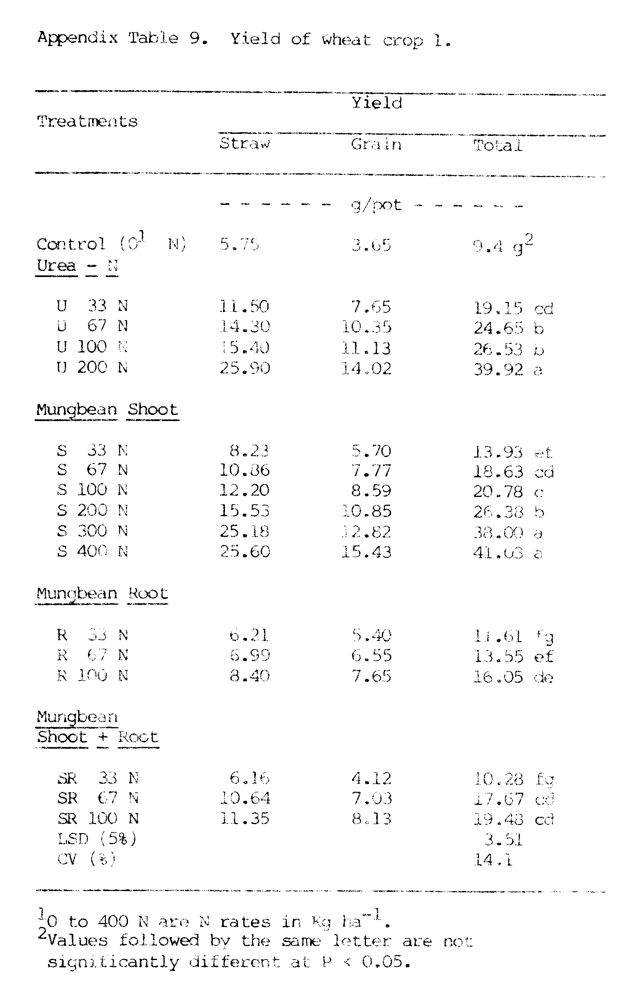 Appendix Table 9. Yield of wheat crop 1.
Yield
Treatments
Straw Grain Total
- - - - - - g/pot - - - - - -
Control (0¹ N) 5.75 3.65 9.4 g²
Urea - N
U 33 N 11.50 7.65 19.15 cd
U 67 N 14.30 10.35 24.65 b
U 100 N 15.40 11.13 26.53 b
U 200 N 25.90 14.02 39.92 a
Mungbean Shoot
S 33 N 8.23 5.70 13.93 ef
S 67 N 10.86 7.77 18.63 cd
S 100 N 12.20 8.59 20.78 c
S 200 N 15.53 10.85 26.38 b
S 300 N 25.18 12.82 38.00 a
S 400 N 25.60 15.43 41.03 a
Mungbean Root
R 33 N 6.21 5.40 11.61 fg
R 67 N 6.99 6.55 13.55 ef
R 100 N 8.40 7.65 16.05 de
Mungbean
Shoot + Root
SR 33 N 6.16 4.12 10.28 fg
SR 67 N 10.64 7.03 17.67 cd
SR 100 N 11.35 8.13 19.48 cd
LSD (5%) 3.51
CV (%) 14.1
¹0 to 400 N are N rates in Kg ha⁻¹.
²Values followed by the same letter are not
significantly different at P < 0.05.